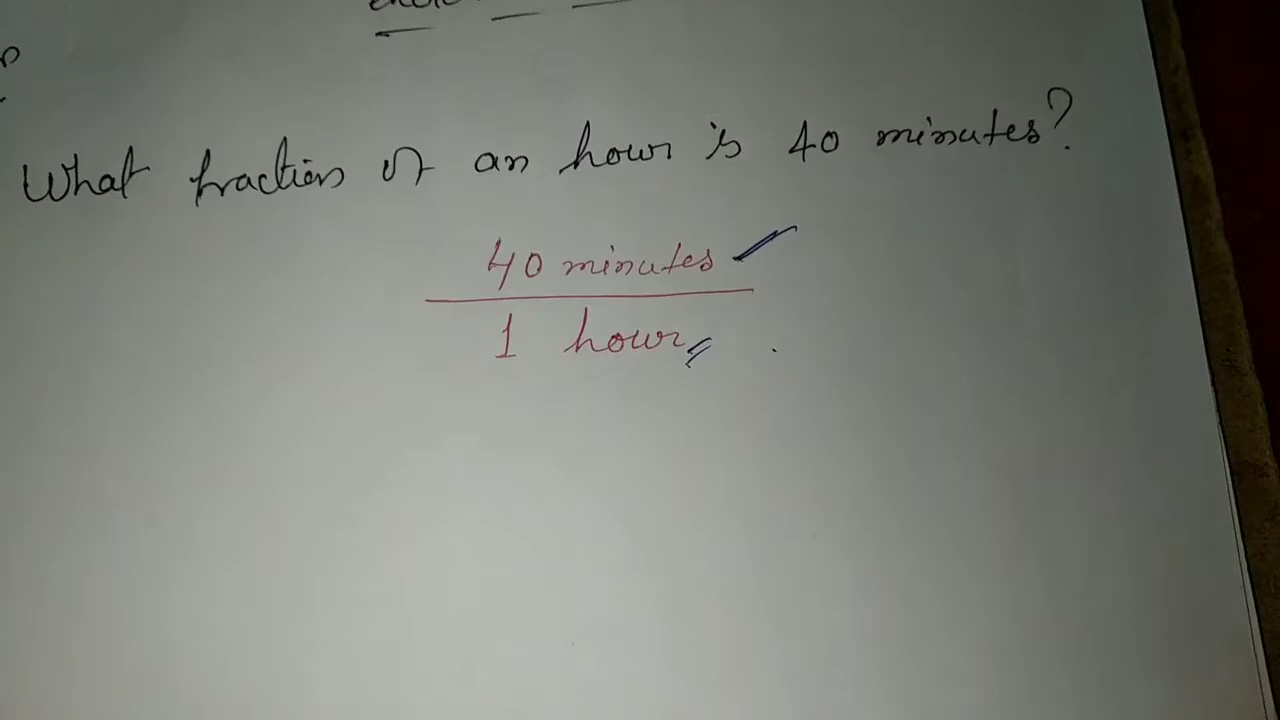 What fraction of an hour is 40 minutes?
40 minutes
1 hour